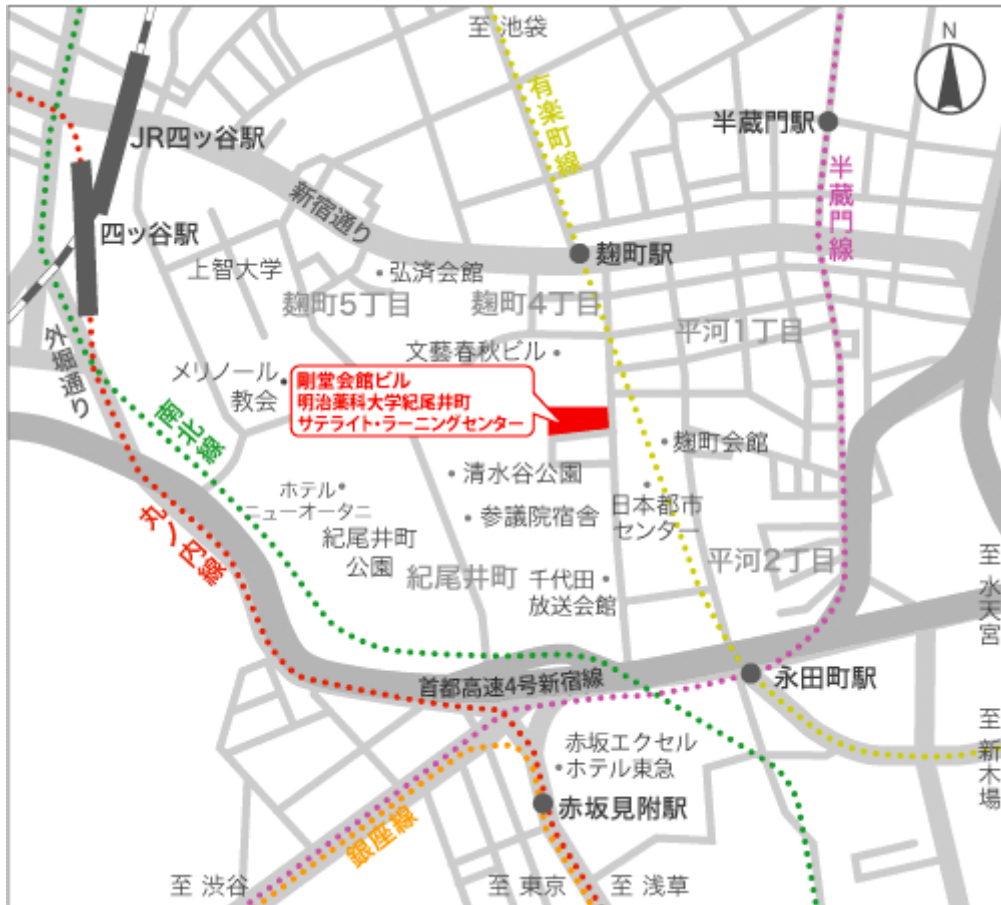 至 池袋
N
有楽町線
半蔵門駅
JR四ッ谷駅
半蔵門線
新宿通り
四ッ谷駅
麹町駅
上智大学
弘済会館
麹町5丁目
麹町4丁目
平河1丁目
外堀通り
文藝春秋ビル
メリノール
教会
剛堂会館ビル
明治薬科大学紀尾井町
サテライト・ラーニングセンター
南北線
麹町会館
清水谷公園
ホテル
ニューオータニ
参議院宿舎
日本都市
センター
丸ノ内線
紀尾井町
公園
紀尾井町
平河2丁目
千代田
放送会館
至 水天宮
首都高速4号新宿線
永田町駅
至 新木場
赤坂エクセル
ホテル東急
赤坂見附駅
銀座線
至 渋谷
至 東京
至 浅草